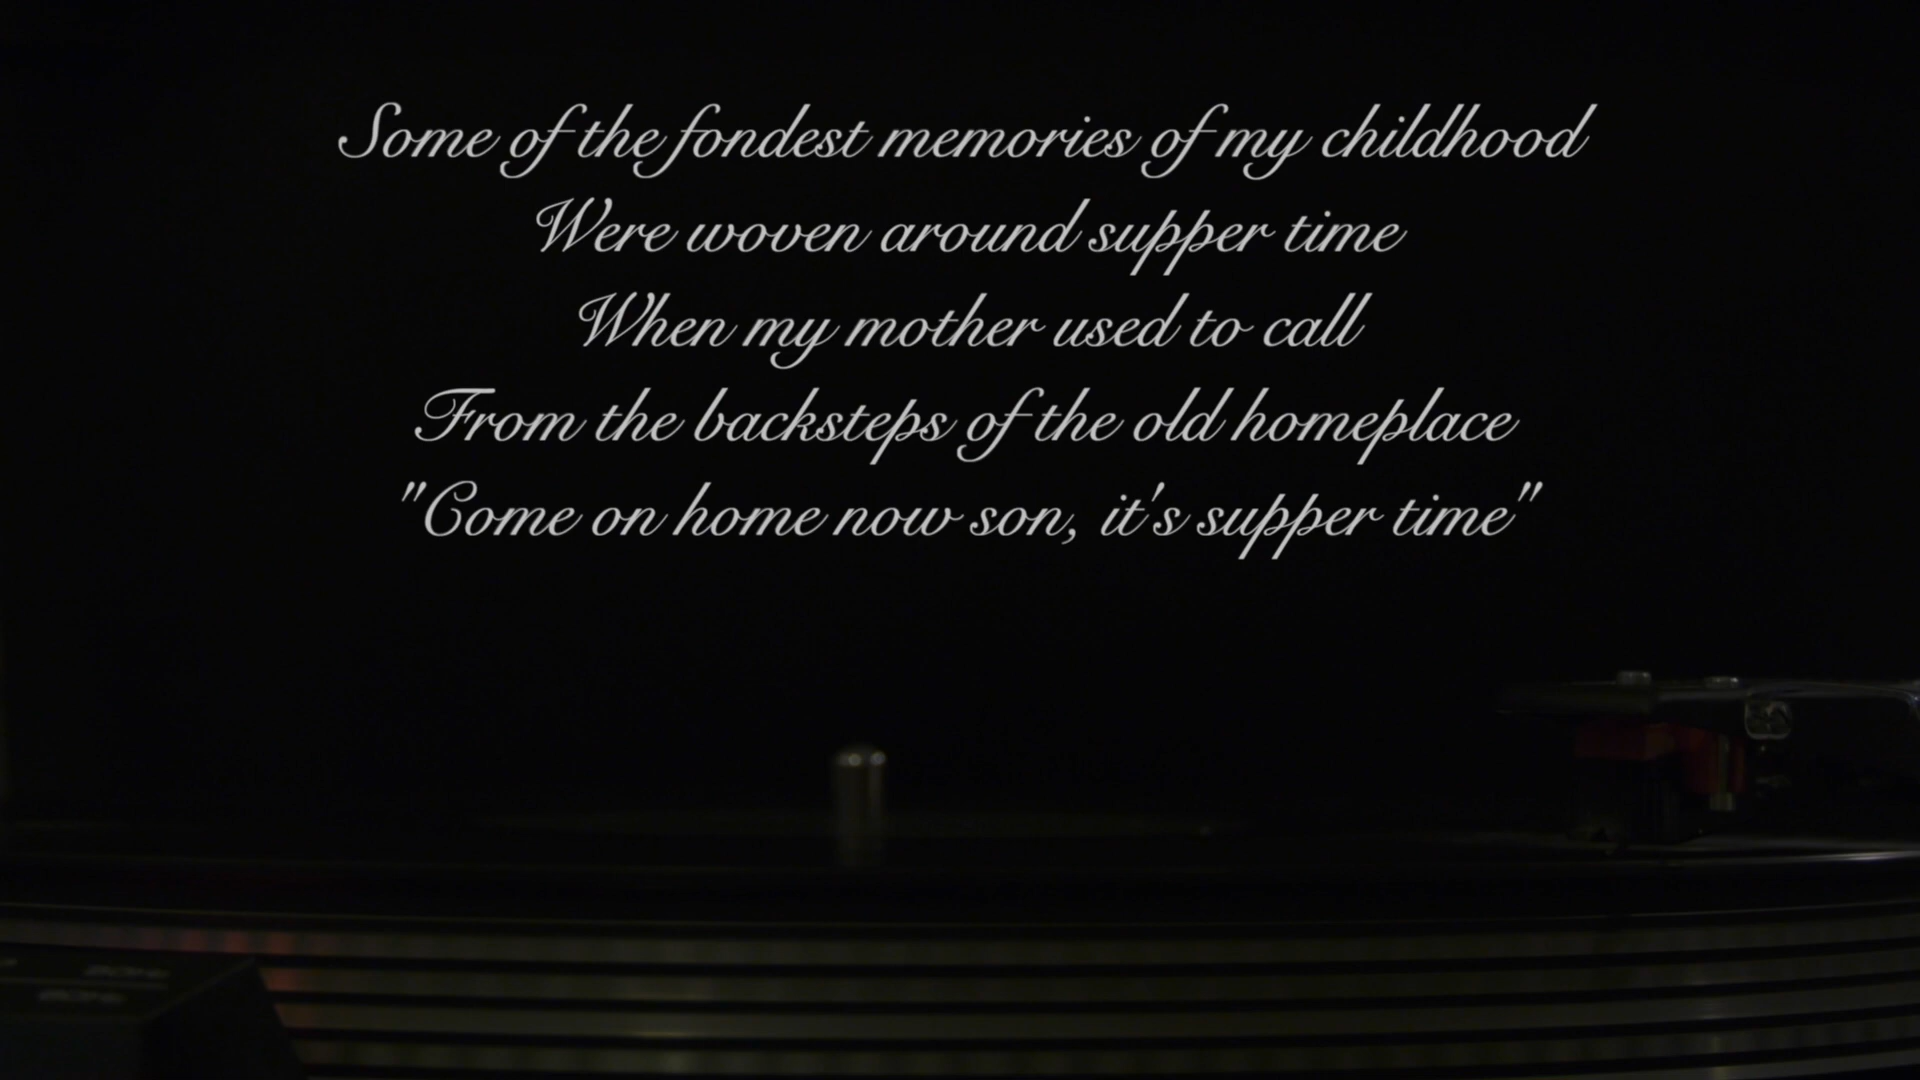 Some of the fondest memories of my childhood
Were woven around supper time
When my mother used to call
From the backsteps of the old homeplace
"Come on home now son, it's supper time"